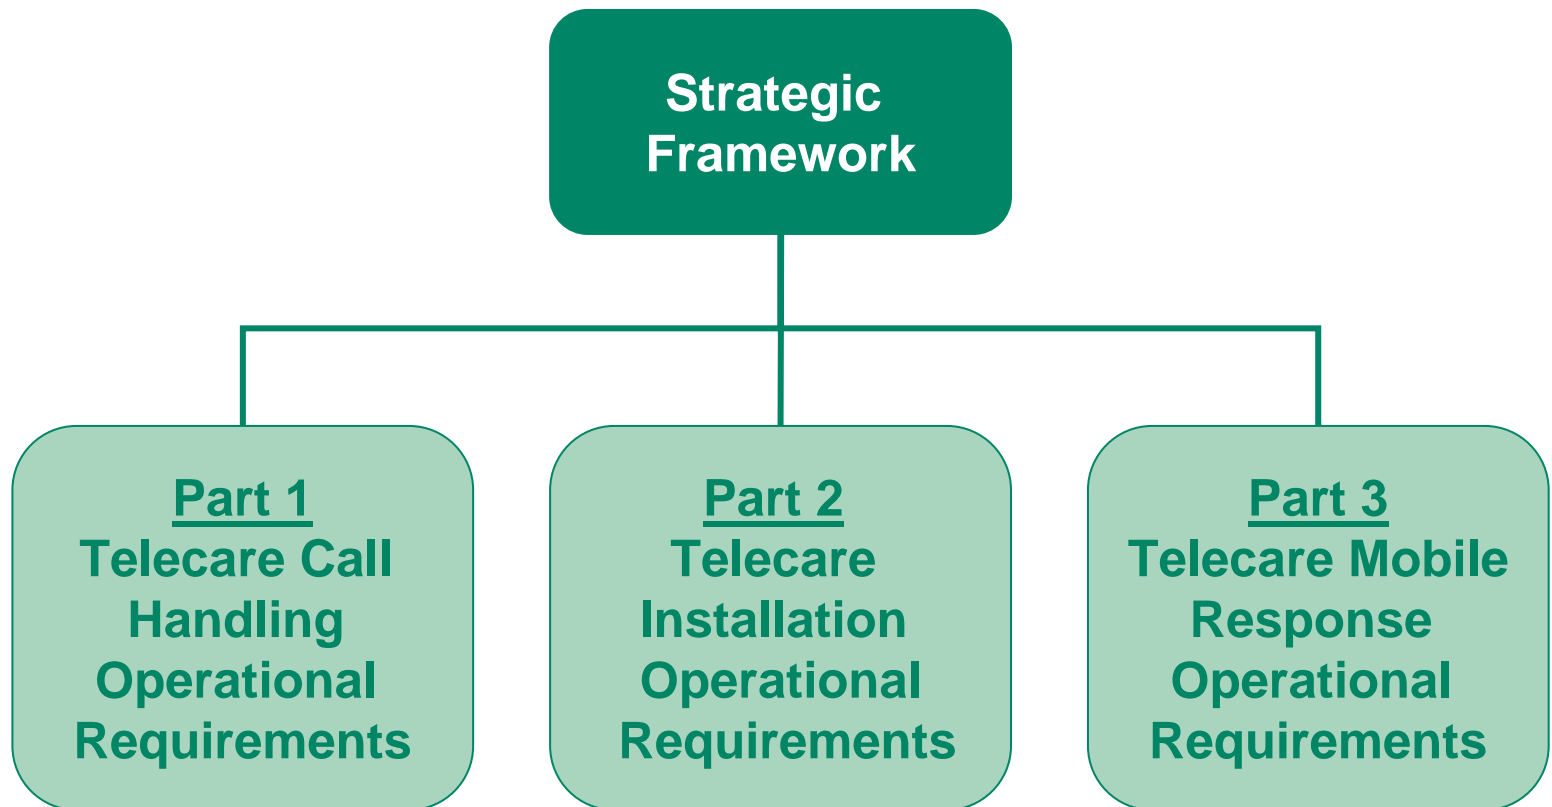 Strategic
Framework
Part 1
Telecare Call
Handling
Operational
Requirements
Part 2
Telecare
Installation
Operational
Requirements
Part 3
Telecare Mobile
Response
Operational
Requirements